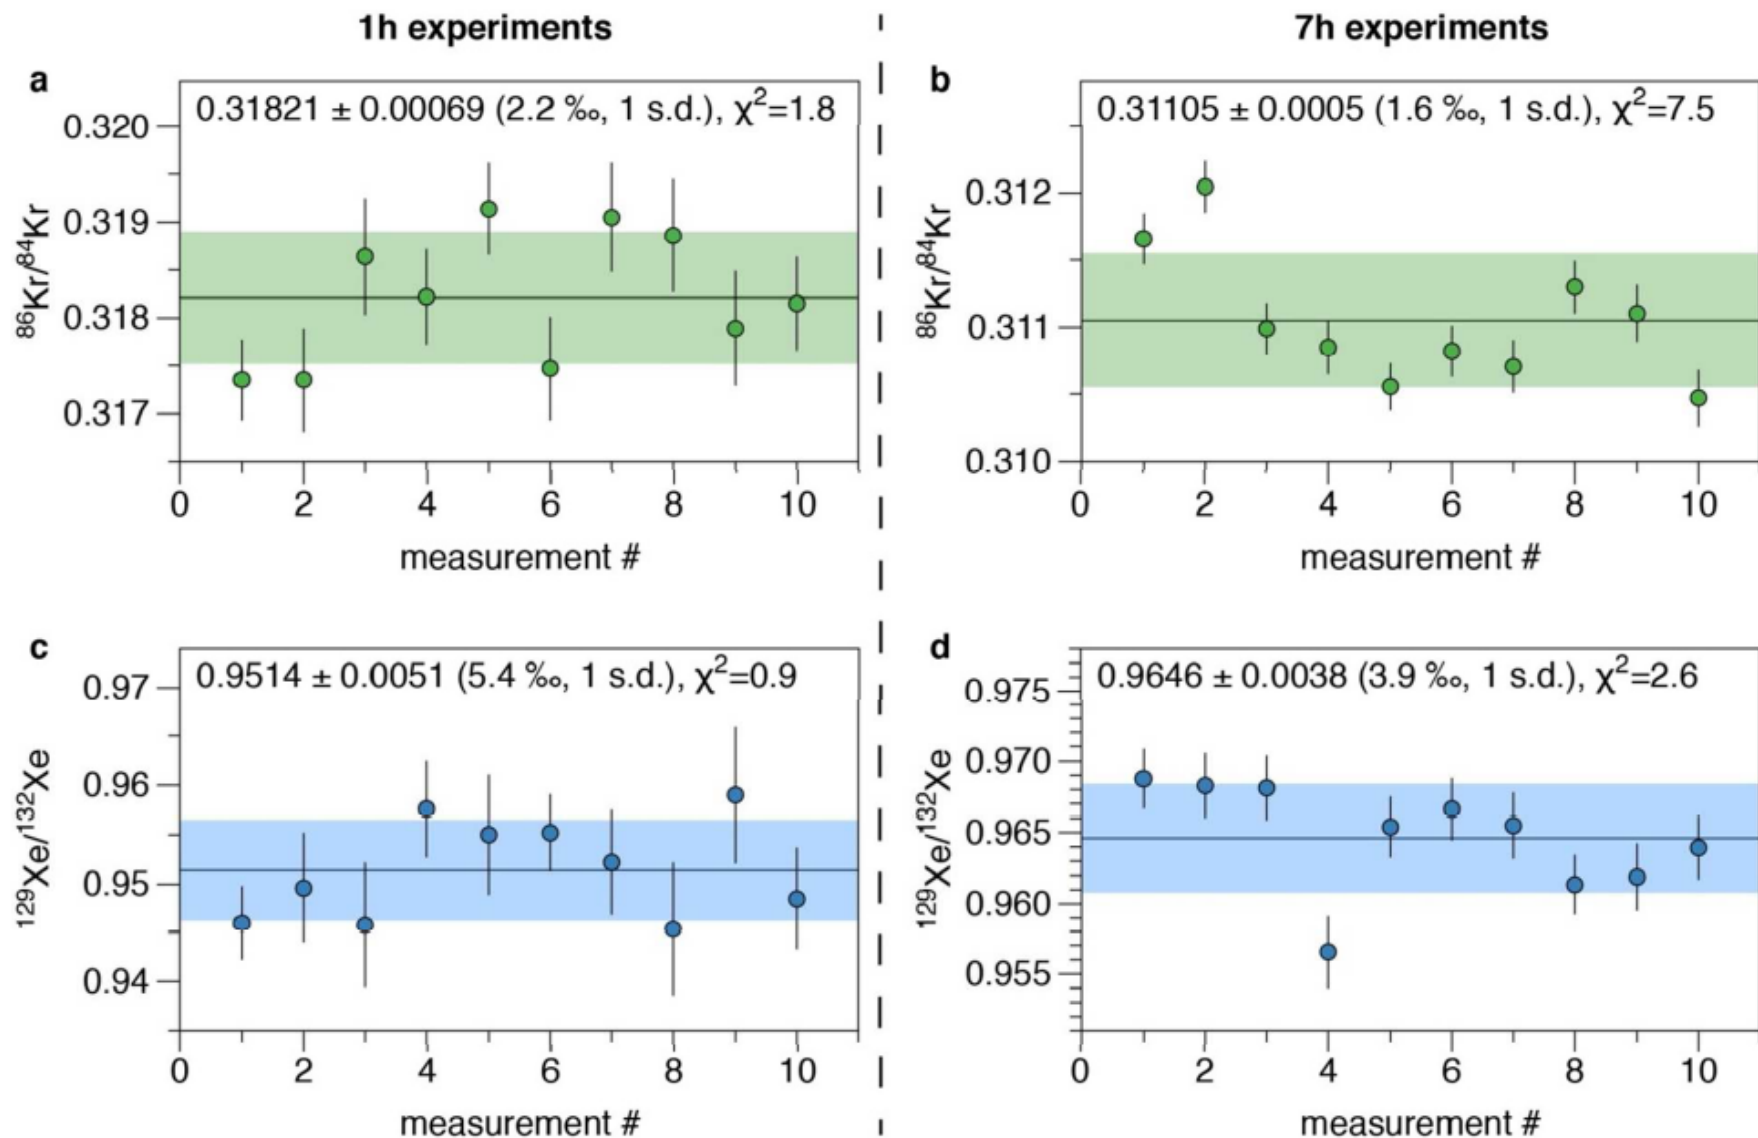 1h experiments
7h experiments
a
0.31821 ± 0.00069 (2.2 ‰, 1 s.d.), χ²=1.8
0.320
0.319
0.318
0.317
⁸⁶Kr/⁸⁴Kr
0 2 4 6 8 10
measurement #
b
0.31105 ± 0.0005 (1.6 ‰, 1 s.d.), χ²=7.5
0.312
0.311
0.310
⁸⁶Kr/⁸⁴Kr
0 2 4 6 8 10
measurement #
c
0.9514 ± 0.0051 (5.4 ‰, 1 s.d.), χ²=0.9
0.97
0.96
0.95
0.94
¹²⁹Xe/¹³²Xe
0 2 4 6 8 10
measurement #
d
0.9646 ± 0.0038 (3.9 ‰, 1 s.d.), χ²=2.6
0.975
0.970
0.965
0.960
0.955
¹²⁹Xe/¹³²Xe
0 2 4 6 8 10
measurement #